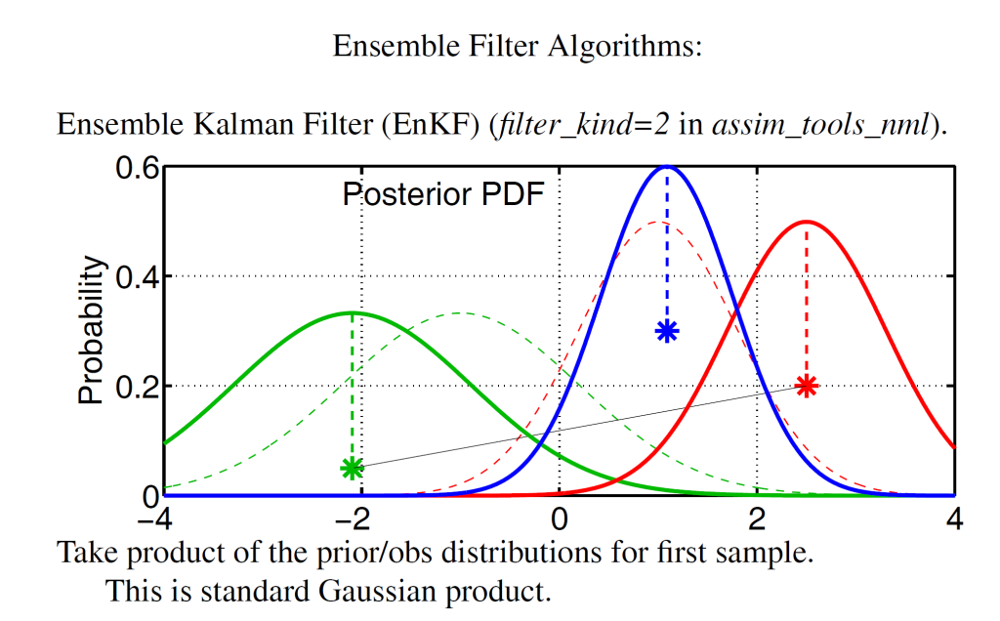 Ensemble Filter Algorithms:
Ensemble Kalman Filter (EnKF) (filter_kind=2 in assim_tools_nml).
0.6
Posterior PDF
0.4
Probability
0.2
0
−4 −2 0 2 4
Take product of the prior/obs distributions for first sample.
This is standard Gaussian product.